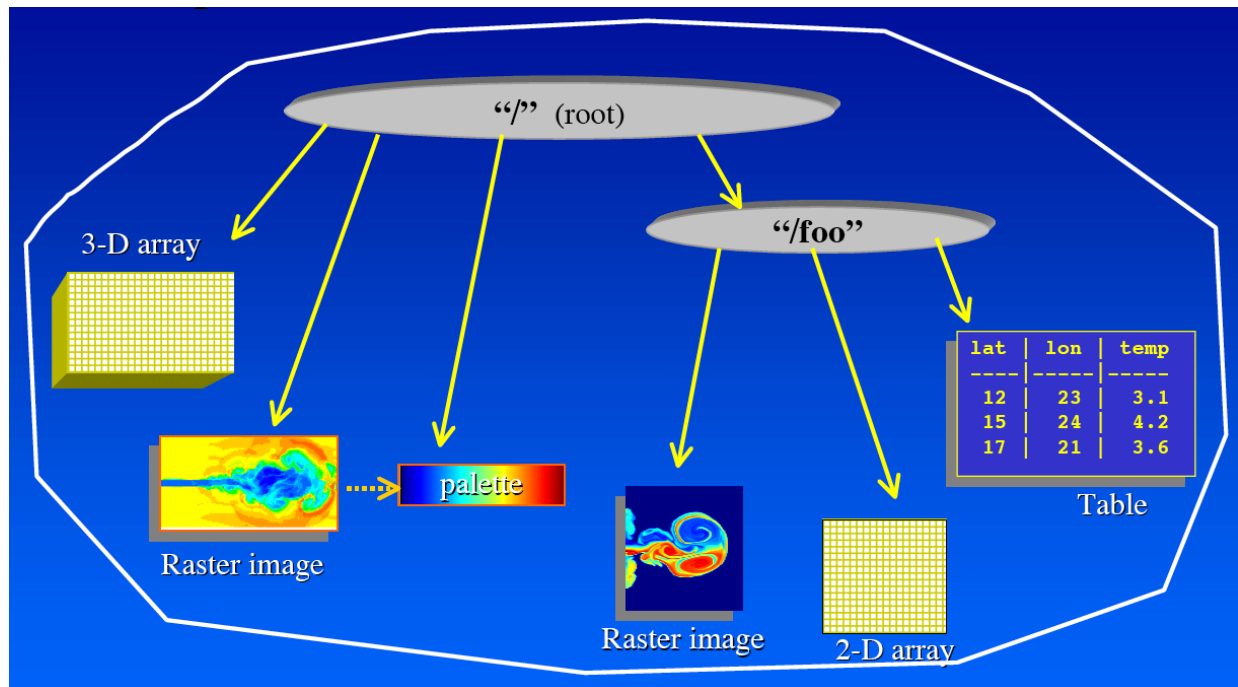 “/” (root)
“/foo”
3-D array
lat | lon | temp
----|-----|-----
12 | 23 | 3.1
15 | 24 | 4.2
17 | 21 | 3.6
palette
Table
Raster image
Raster image
2-D array